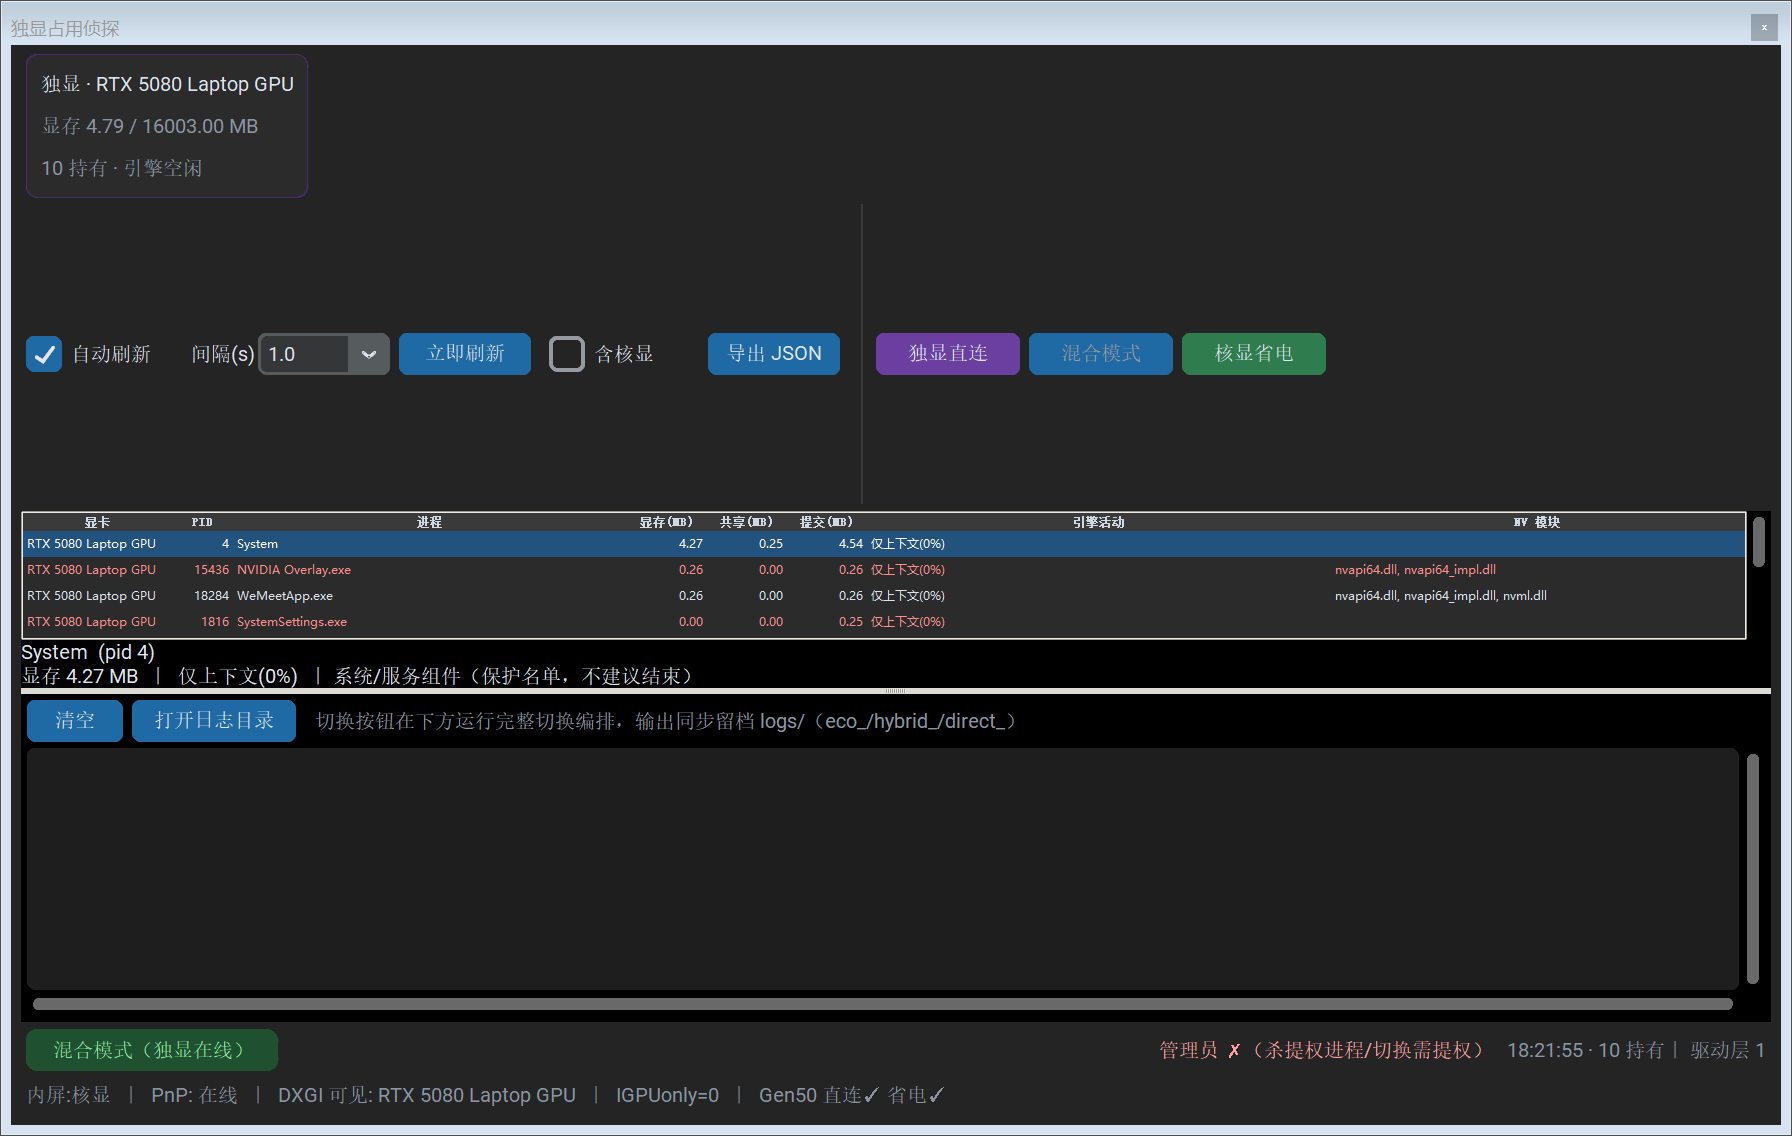 独显占用侦探
独显 · RTX 5080 Laptop GPU
显存 4.79 / 16003.00 MB
10 持有 · 引擎空闲
自动刷新 间隔(s) 1.0 立即刷新 含核显 导出 JSON 独显直连 混合模式 核显省电
显卡 PID 进程 显存(MB) 共享(MB) 提交(MB) 引擎活动 NV 模块
RTX 5080 Laptop GPU 4 System 4.27 0.25 4.54 仅上下文(0%)
RTX 5080 Laptop GPU 15436 NVIDIA Overlay.exe 0.26 0.00 0.26 仅上下文(0%) nvapi64.dll, nvapi64_impl.dll
RTX 5080 Laptop GPU 18284 WeMeetApp.exe 0.26 0.00 0.26 仅上下文(0%) nvapi64.dll, nvapi64_impl.dll, nvml.dll
RTX 5080 Laptop GPU 1816 SystemSettings.exe 0.00 0.00 0.25 仅上下文(0%)
System (pid 4)
显存 4.27 MB | 仅上下文(0%) | 系统/服务组件（保护名单，不建议结束）
清空 打开日志目录 切换按钮在下方运行完整切换编排，输出同步留档 logs/（eco_/hybrid_/direct_）
混合模式（独显在线） 管理员 ✗（杀提权进程/切换需提权） 18:21:55 · 10 持有 | 驱动层 1
内屏:核显 | PnP: 在线 | DXGI 可见: RTX 5080 Laptop GPU | IGPUonly=0 | Gen50 直连✓ 省电✓